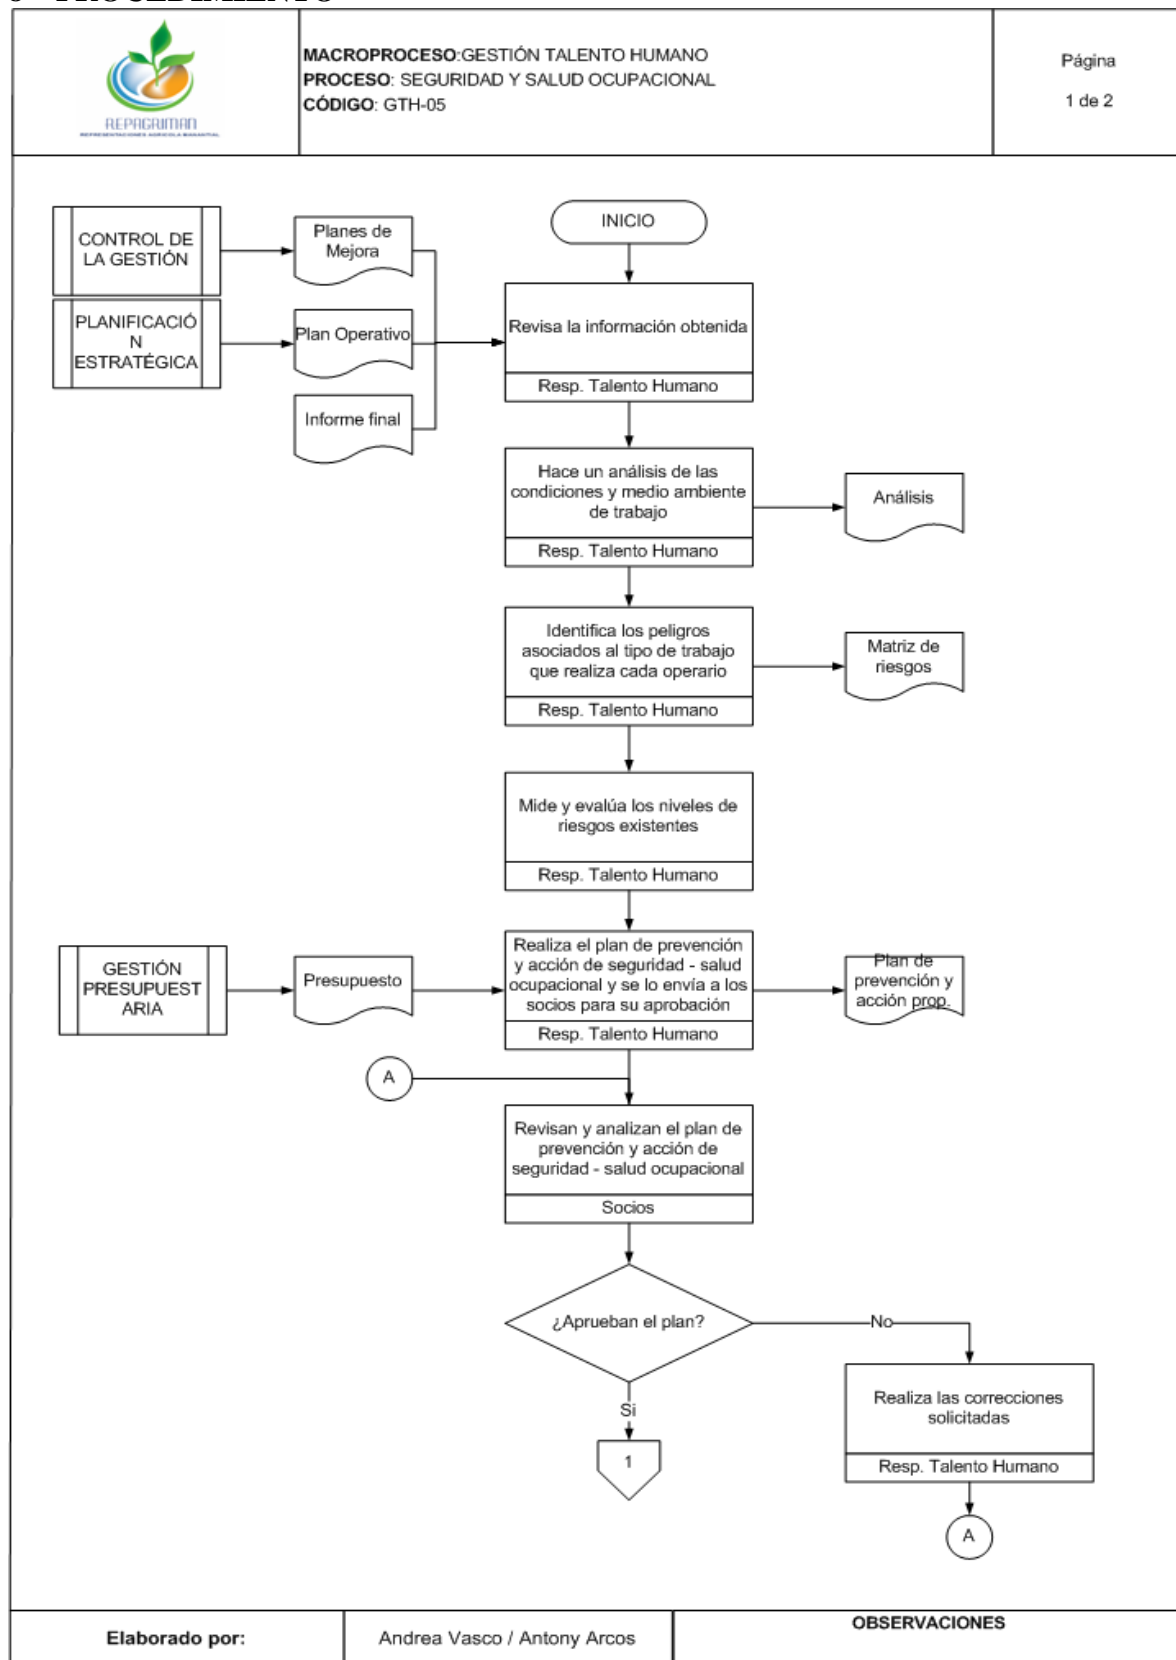 MACROPROCESO:GESTIÓN TALENTO HUMANO
PROCESO: SEGURIDAD Y SALUD OCUPACIONAL
CÓDIGO: GTH-05
Página
1 de 2
REPAGRIMAN
REPRESENTACIONES AGRICOLA MANANTIAL
INICIO
CONTROL DE
LA GESTIÓN
Planes de
Mejora
PLANIFICACIÓ
N
ESTRATÉGICA
Plan Operativo
Informe final
Revisa la información obtenida
Resp. Talento Humano
Hace un análisis de las
condiciones y medio ambiente
de trabajo
Resp. Talento Humano
Análisis
Identifica los peligros
asociados al tipo de trabajo
que realiza cada operario
Resp. Talento Humano
Matriz de
riesgos
Mide y evalúa los niveles de
riesgos existentes
Resp. Talento Humano
GESTIÓN
PRESUPUEST
ARIA
Presupuesto
Realiza el plan de prevención
y acción de seguridad - salud
ocupacional y se lo envía a los
socios para su aprobación
Resp. Talento Humano
Plan de
prevención y
acción prop.
A
Revisan y analizan el plan de
prevención y acción de
seguridad - salud ocupacional
Socios
¿Aprueban el plan?
No
Si
1
Realiza las correcciones
solicitadas
Resp. Talento Humano
A
Elaborado por:
Andrea Vasco / Antony Arcos
OBSERVACIONES